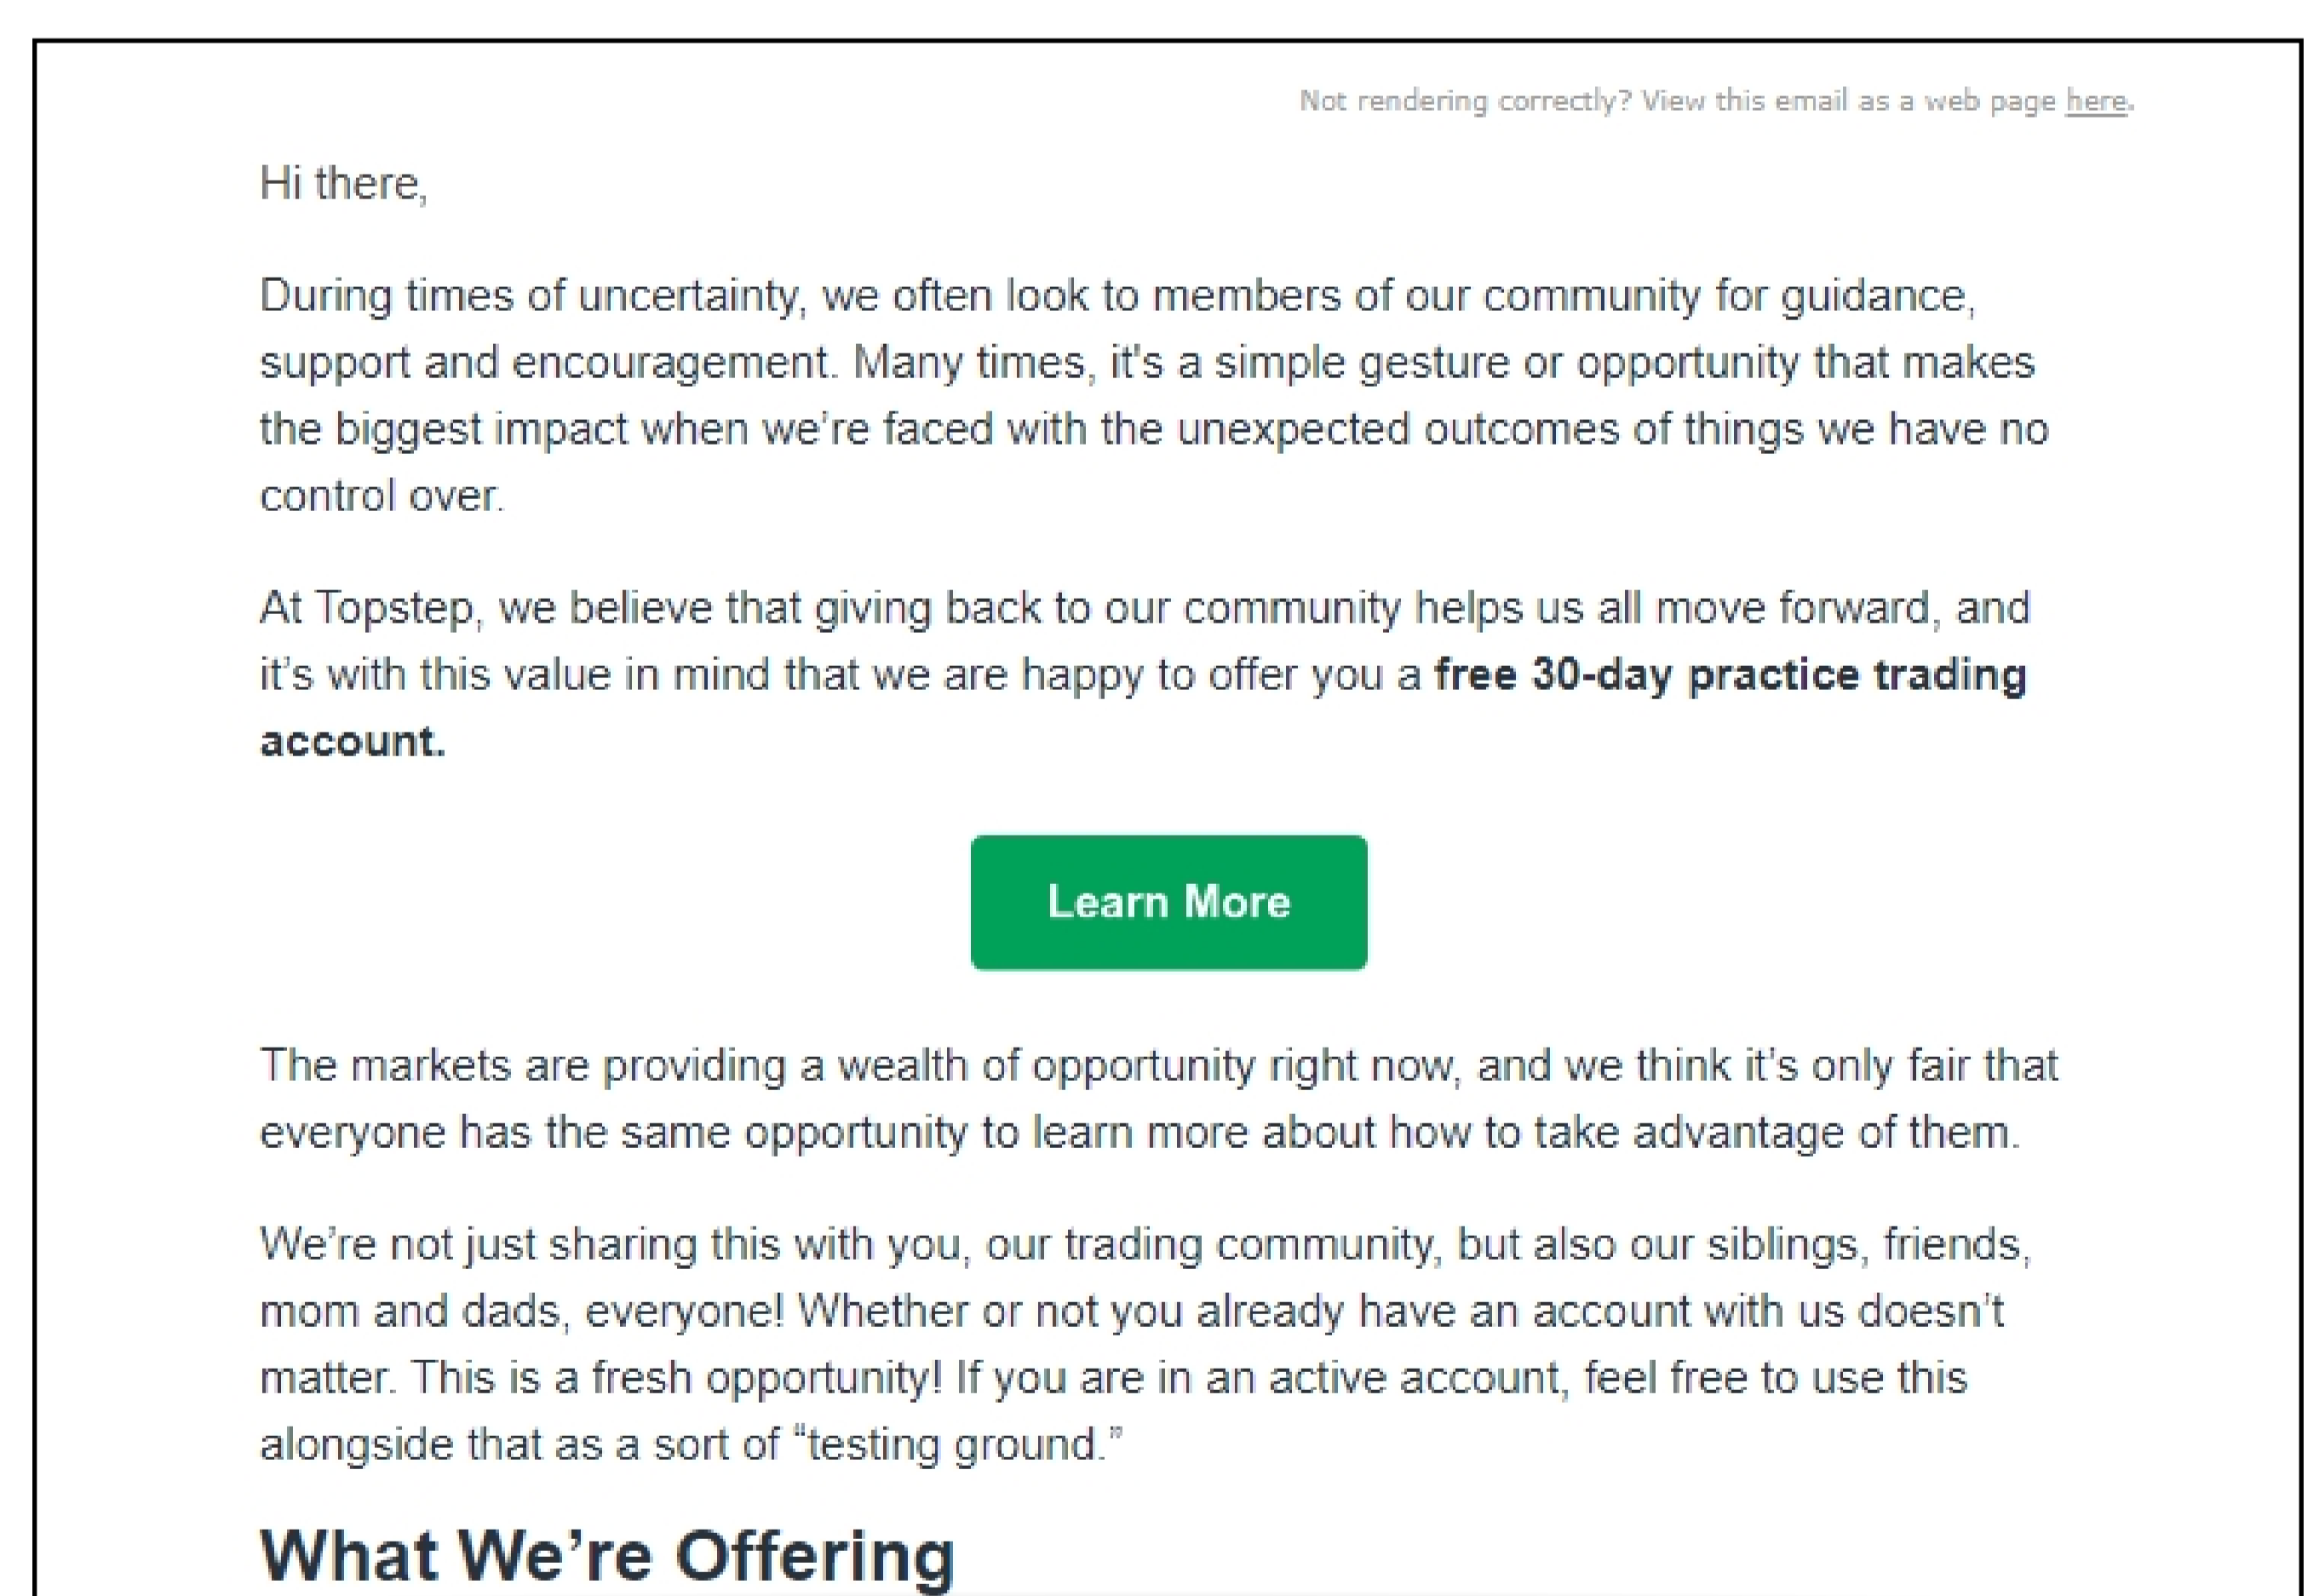 Not rendering correctly? View this email as a web page here.
Hi there,
During times of uncertainty, we often look to members of our community for guidance,
support and encouragement. Many times, it's a simple gesture or opportunity that makes
the biggest impact when we’re faced with the unexpected outcomes of things we have no
control over.
At Topstep, we believe that giving back to our community helps us all move forward, and
it’s with this value in mind that we are happy to offer you a free 30-day practice trading
account.
Learn More
The markets are providing a wealth of opportunity right now, and we think it’s only fair that
everyone has the same opportunity to learn more about how to take advantage of them.
We’re not just sharing this with you, our trading community, but also our siblings, friends,
mom and dads, everyone! Whether or not you already have an account with us doesn’t
matter. This is a fresh opportunity! If you are in an active account, feel free to use this
alongside that as a sort of “testing ground.”
What We’re Offering